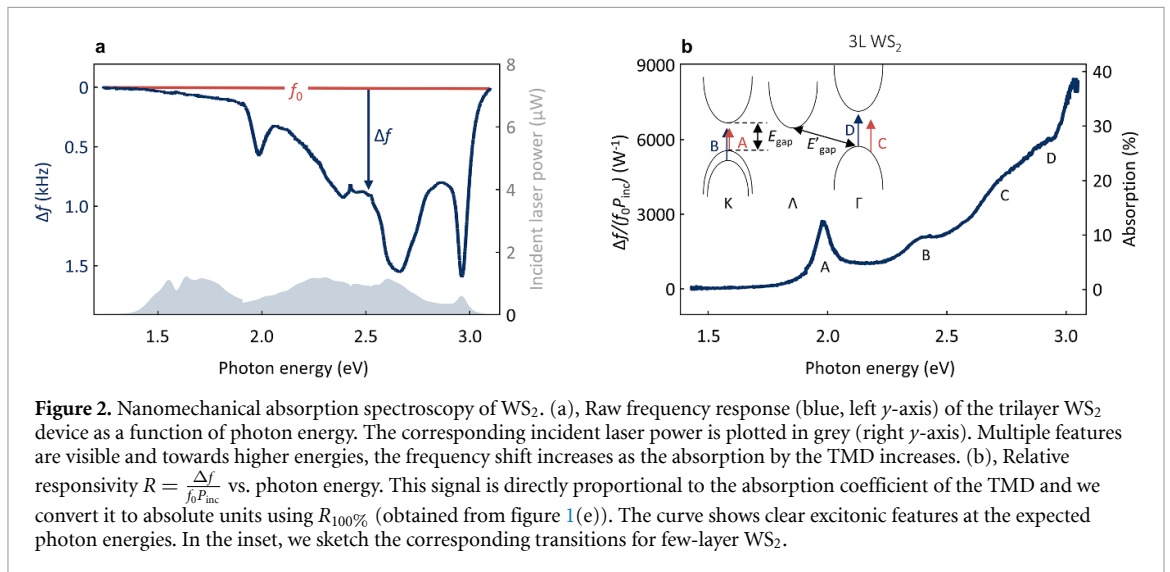 a
0
0.5
1.0
1.5
Δf (kHz)
f0
Δf
8
6
4
2
0
Incident laser power (μW)
1.5 2.0 2.5 3.0
Photon energy (eV)
b
3L WS2
9000
6000
3000
0
Δf/(f0Pinc) (W-1)
B A Egap E'gap D C
K Λ Γ
A
B
C
D
40
30
20
10
0
Absorption (%)
1.5 2.0 2.5 3.0
Photon energy (eV)
Figure 2. Nanomechanical absorption spectroscopy of WS2. (a), Raw frequency response (blue, left y-axis) of the trilayer WS2
device as a function of photon energy. The corresponding incident laser power is plotted in grey (right y-axis). Multiple features
are visible and towards higher energies, the frequency shift increases as the absorption by the TMD increases. (b), Relative
responsivity R = Δf/f0Pinc vs. photon energy. This signal is directly proportional to the absorption coefficient of the TMD and we
convert it to absolute units using R100% (obtained from figure 1(e)). The curve shows clear excitonic features at the expected
photon energies. In the inset, we sketch the corresponding transitions for few-layer WS2.